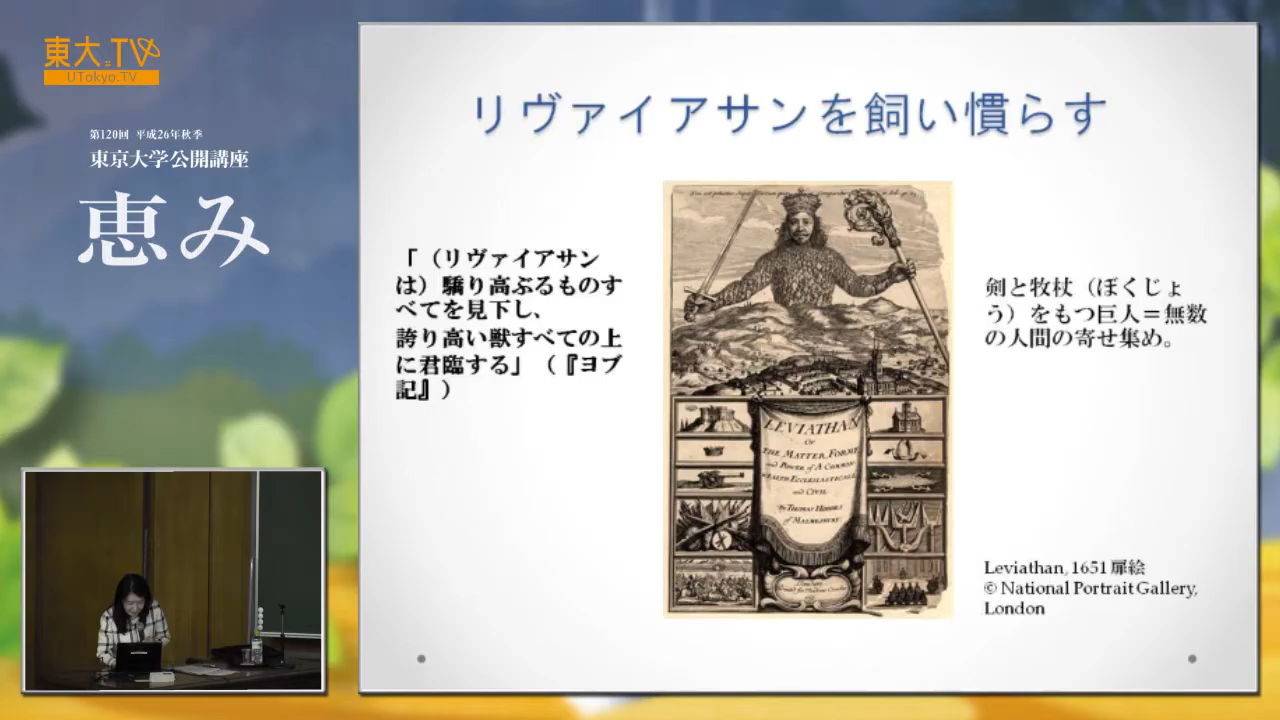 東大.TV
UTokyo.TV
第120回 平成26年秋季
東京大学公開講座
恵み
リヴァイアサンを飼い慣らす
「（リヴァイアサン
は）驕り高ぶるものす
べてを見下し、
誇り高い獣すべての上
に君臨する」（『ヨブ
記』）
LEVIATHAN
Or
THE MATTER, FORME
and POWER of A COMMON
WEALTH ECCLESIASTICALL
and CIVIL
By THOMAS HOBBES
of MALMESBURY
剣と牧杖（ぼくじょ
う）をもつ巨人＝無数
の人間の寄せ集め。
Leviathan, 1651 扉絵
© National Portrait Gallery,
London